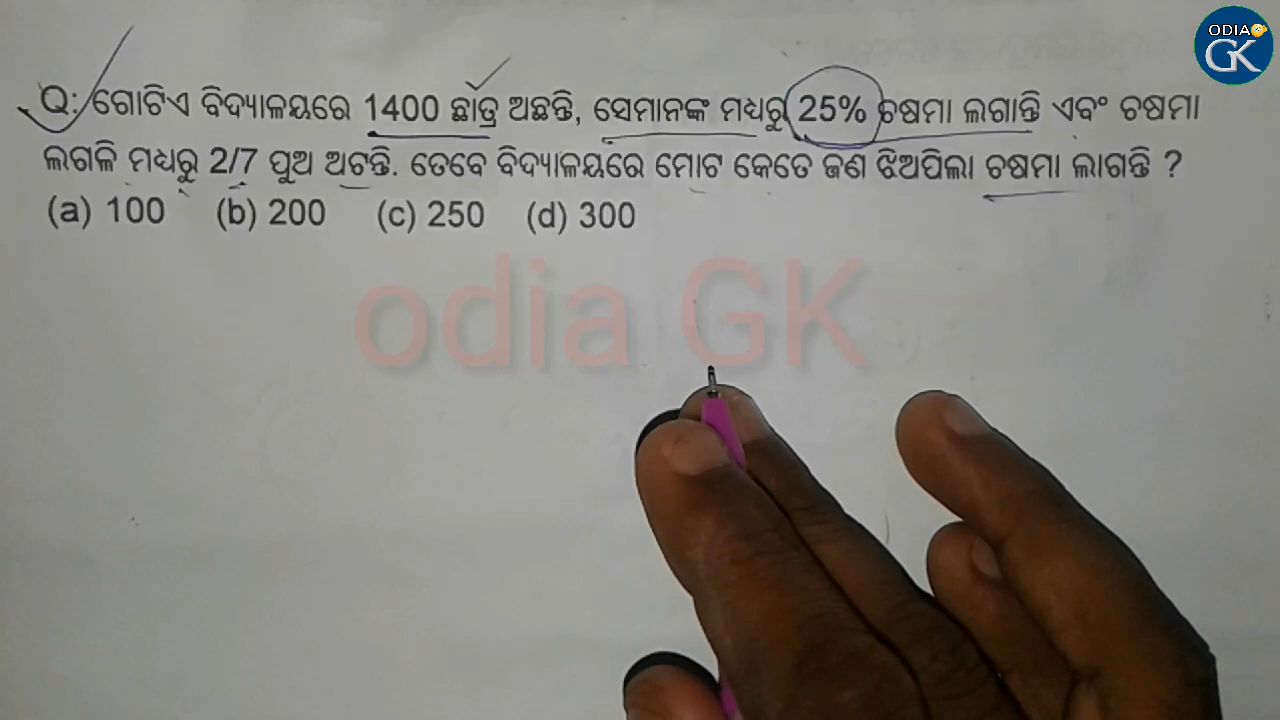 ODIA
GK
Q: ଗୋଟିଏ ବିଦ୍ୟାଳୟରେ 1400 ଛାତ୍ର ଅଛନ୍ତି, ସେମାନଙ୍କ ମଧ୍ୟରୁ 25% ଚଷମା ଲଗାନ୍ତି ଏବଂ ଚଷମା
ଲଗଳି ମଧ୍ୟରୁ 2/7 ପୁଅ ଅଟନ୍ତି. ତେବେ ବିଦ୍ୟାଳୟରେ ମୋଟ କେତେ ଜଣ ଝିଅପିଲା ଚଷମା ଲାଗନ୍ତି ?
(a) 100 (b) 200 (c) 250 (d) 300
odia GK